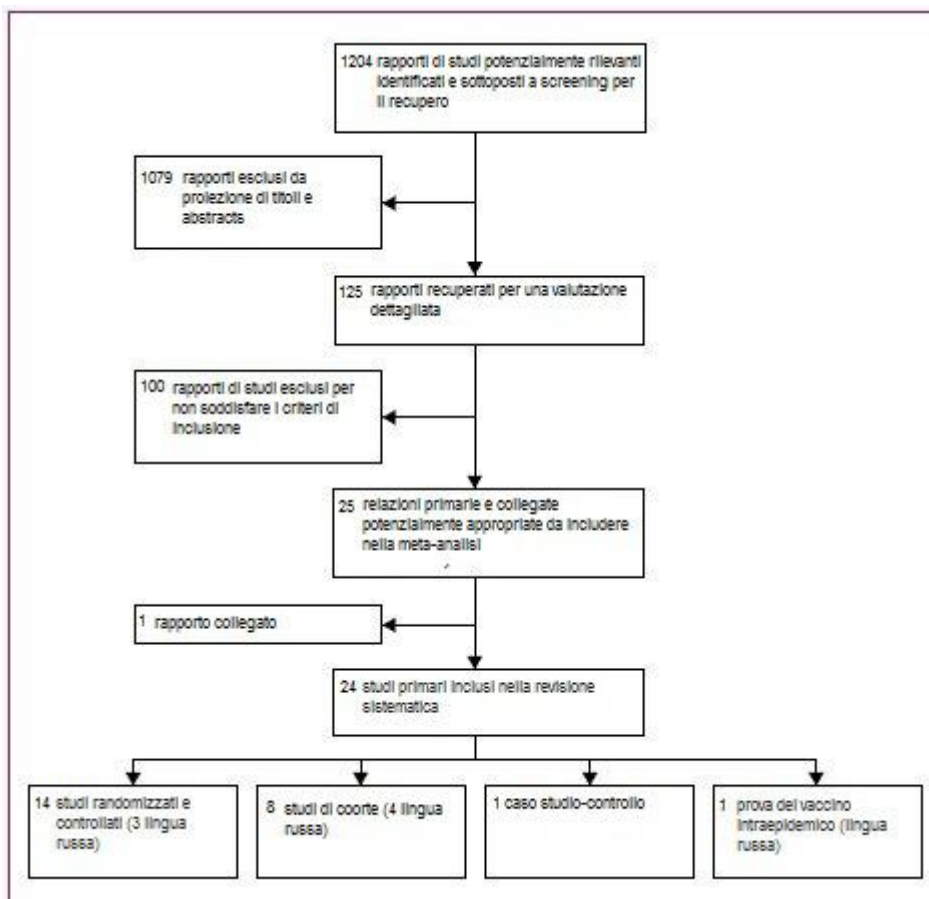 1204 rapporti di studi potenzialmente rilevanti
identificati e sottoposti a screening per
il recupero
1079 rapporti esclusi da
proiezione di titoli e
abstracts
125 rapporti recuperati per una valutazione
dettagliata
100 rapporti di studi esclusi per
non soddisfare i criteri di
inclusione
25 relazioni primarie e collegate
potenzialmente appropriate da includere
nella meta-analisi
1 rapporto collegato
24 studi primari inclusi nella revisione
sistematica
14 studi randomizzati e
controllati (3 lingua
russa)
8 studi di coorte (4 lingua
russa)
1 caso studio-controllo
1 prova del vaccino
intraepidemico (lingua
russa)